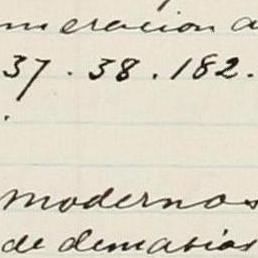 meracion a
37 . 38 . 182 .
.
modernos
de demasias